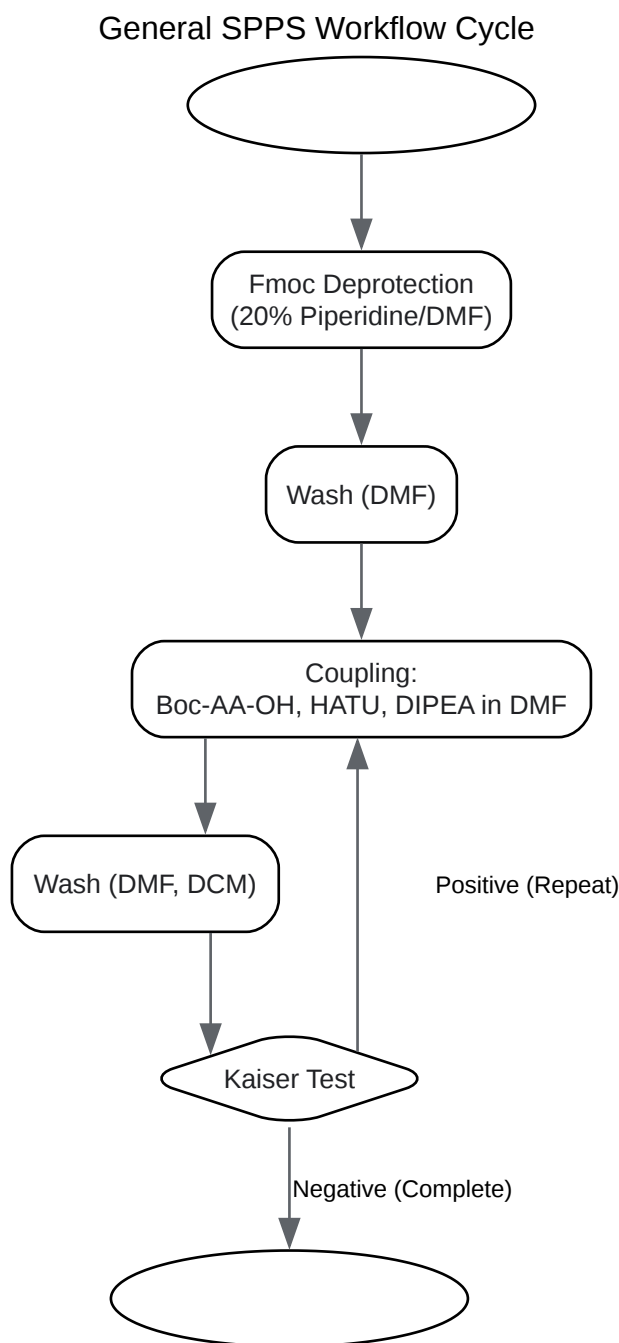 General SPPS Workflow Cycle
Fmoc Deprotection
(20% Piperidine/DMF)
Wash (DMF)
Coupling:
Boc-AA-OH, HATU, DIPEA in DMF
Wash (DMF, DCM)
Positive (Repeat)
Kaiser Test
Negative (Complete)